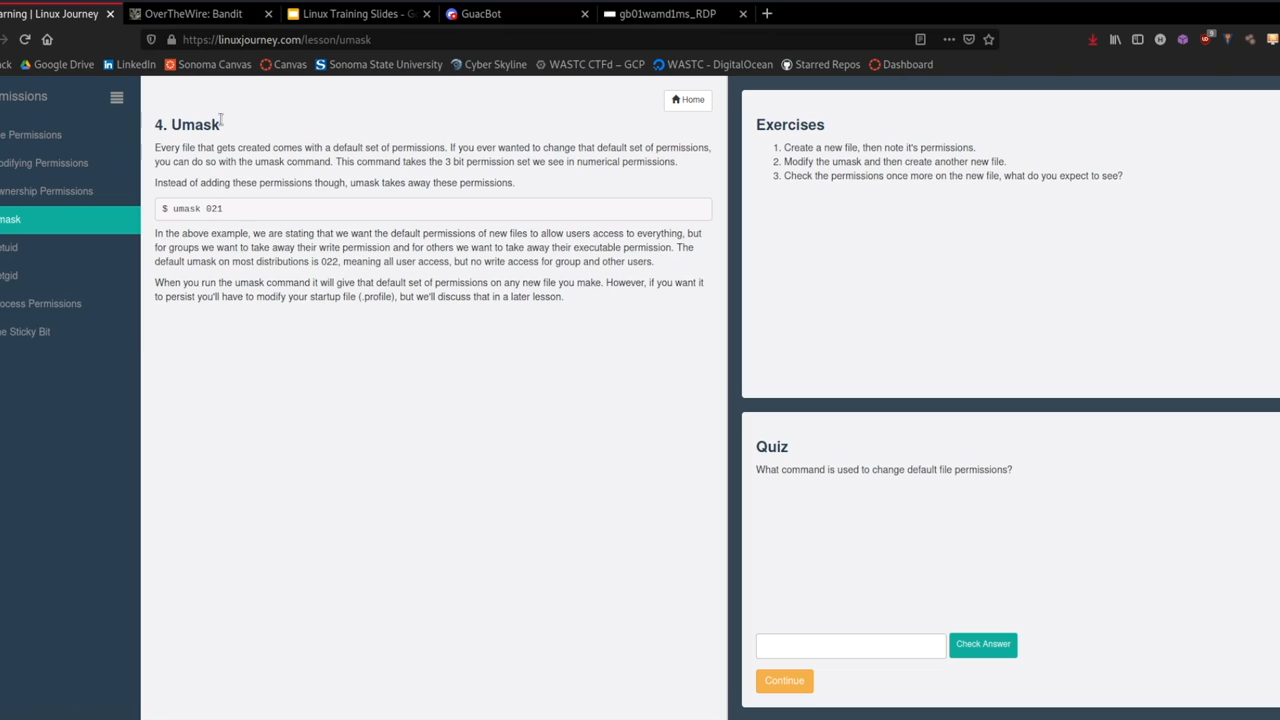 arning | Linux Journey
OverTheWire: Bandit
Linux Training Slides - G
GuacBot
gb01wamd1ms_RDP
https://linuxjourney.com/lesson/umask
ack
Google Drive
LinkedIn
Sonoma Canvas
Canvas
Sonoma State University
Cyber Skyline
WASTC CTFd – GCP
WASTC - DigitalOcean
Starred Repos
Dashboard
missions
e Permissions
odifying Permissions
wnership Permissions
mask
etuid
etgid
ocess Permissions
he Sticky Bit
Home
4. Umask
Every file that gets created comes with a default set of permissions. If you ever wanted to change that default set of permissions,
you can do so with the umask command. This command takes the 3 bit permission set we see in numerical permissions.
Instead of adding these permissions though, umask takes away these permissions.
$ umask 021
In the above example, we are stating that we want the default permissions of new files to allow users access to everything, but
for groups we want to take away their write permission and for others we want to take away their executable permission. The
default umask on most distributions is 022, meaning all user access, but no write access for group and other users.
When you run the umask command it will give that default set of permissions on any new file you make. However, if you want it
to persist you'll have to modify your startup file (.profile), but we'll discuss that in a later lesson.
Exercises
1. Create a new file, then note it's permissions.
2. Modify the umask and then create another new file.
3. Check the permissions once more on the new file, what do you expect to see?
Quiz
What command is used to change default file permissions?
Check Answer
Continue